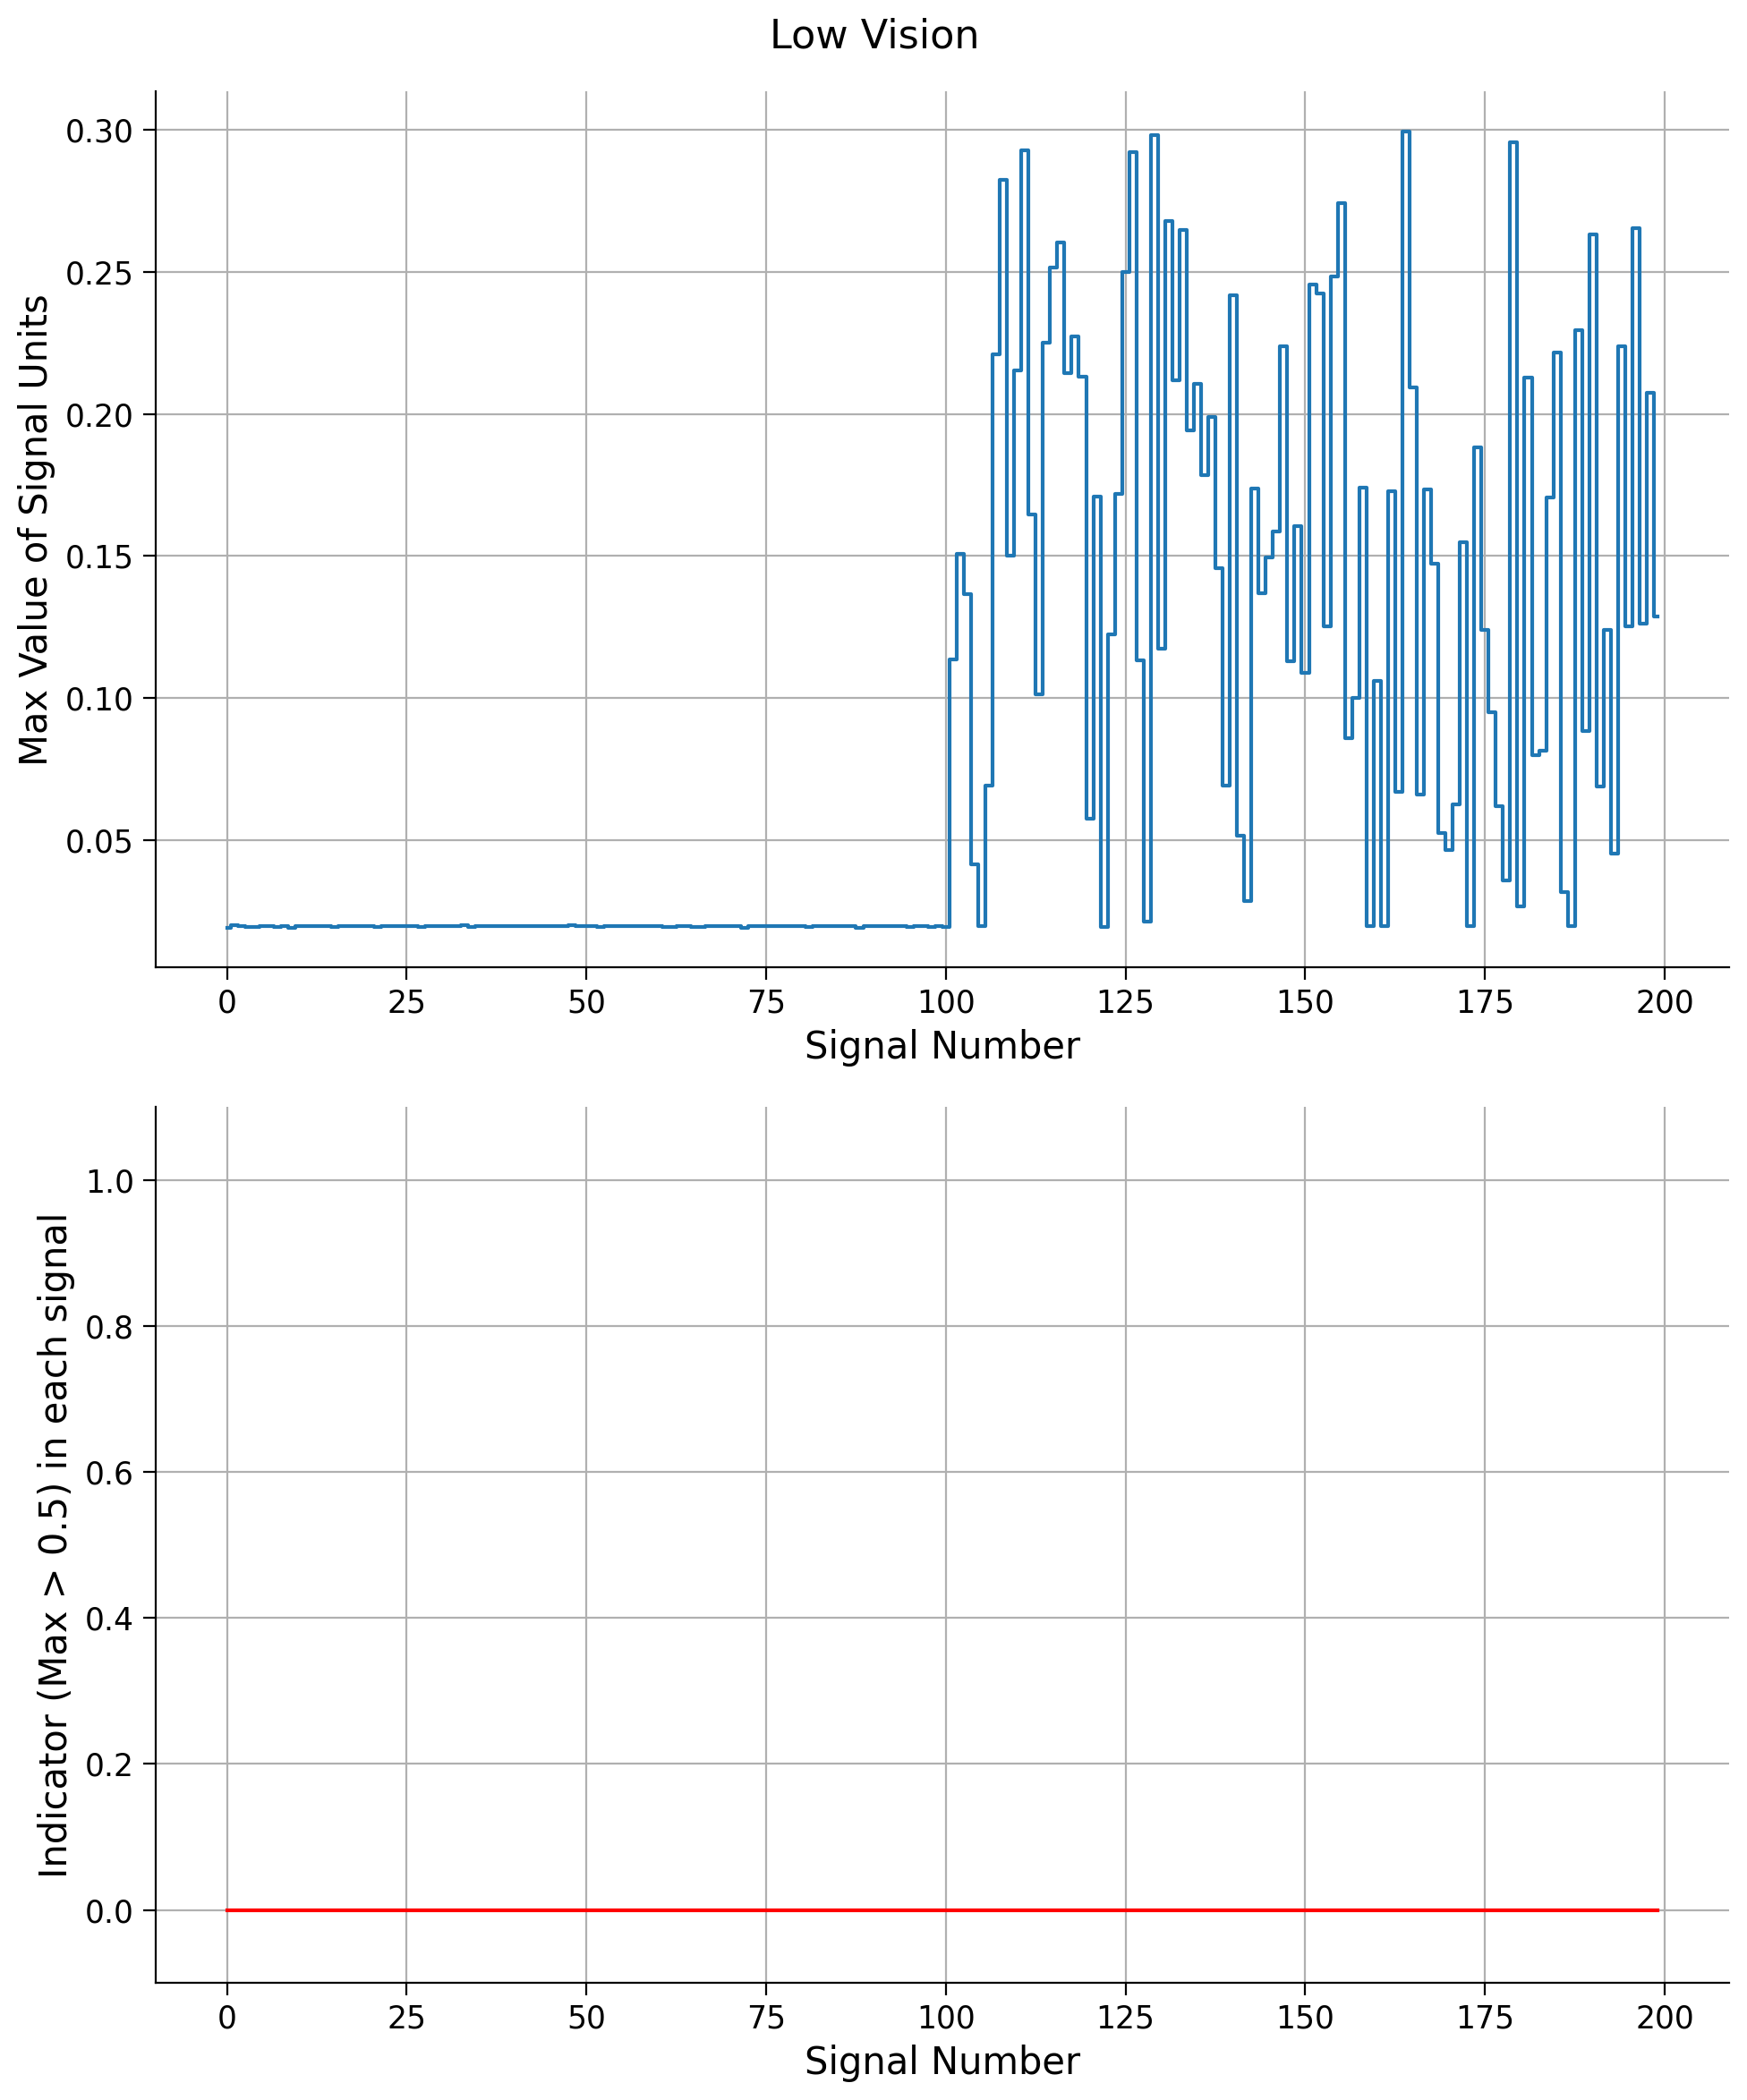 Low Vision
Max Value of Signal Units
0.30
0.25
0.20
0.15
0.10
0.05
0 25 50 75 100 125 150 175 200
Signal Number
Indicator (Max > 0.5) in each signal
1.0
0.8
0.6
0.4
0.2
0.0
0 25 50 75 100 125 150 175 200
Signal Number